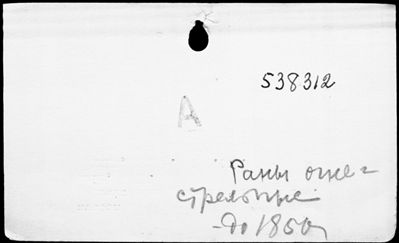 538312
А
Раны огне=
стрельные
-до 1850